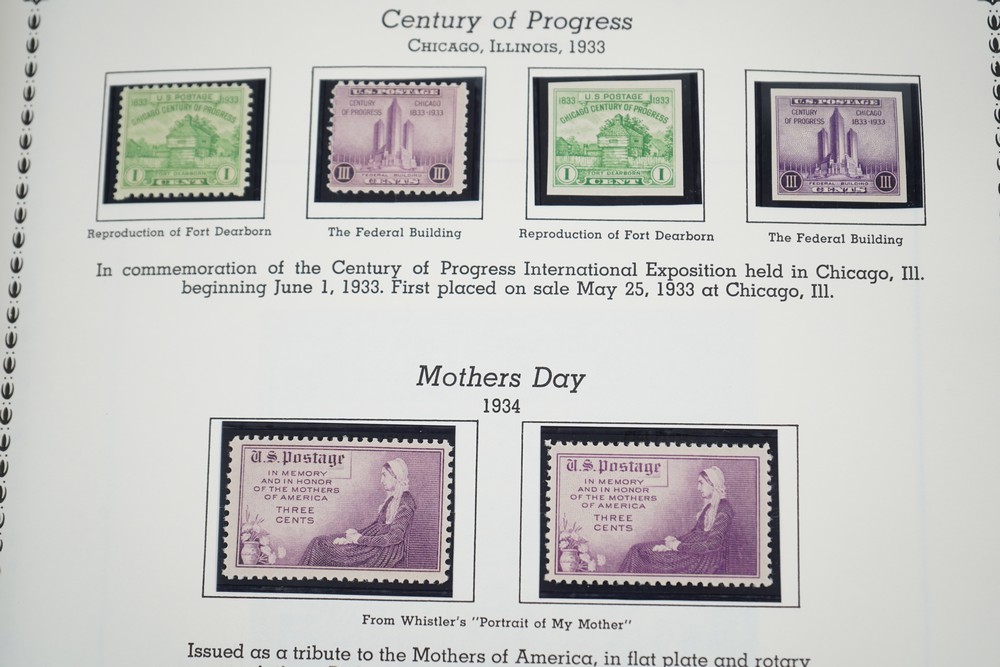 Century of Progress
CHICAGO, ILLINOIS, 1933
1833 U.S. POSTAGE 1933
CHICAGO CENTURY OF PROGRESS
FORT DEARBORN
1 CENT 1
U.S. POSTAGE
CENTURY OF PROGRESS
CHICAGO 1833-1933
FEDERAL BUILDING
III CENTS III
1833 U.S. POSTAGE 1933
CHICAGO CENTURY OF PROGRESS
FORT DEARBORN
1 CENT 1
U.S. POSTAGE
CENTURY OF PROGRESS
CHICAGO 1833-1933
FEDERAL BUILDING
III CENTS III
Reproduction of Fort Dearborn
The Federal Building
Reproduction of Fort Dearborn
The Federal Building
In commemoration of the Century of Progress International Exposition held in Chicago, Ill.
beginning June 1, 1933. First placed on sale May 25, 1933 at Chicago, Ill.
Mothers Day
1934
U.S. Postage
IN MEMORY
AND IN HONOR
OF THE MOTHERS
OF AMERICA
THREE
CENTS
U.S. Postage
IN MEMORY
AND IN HONOR
OF THE MOTHERS
OF AMERICA
THREE
CENTS
From Whistler's "Portrait of My Mother"
Issued as a tribute to the Mothers of America, in flat plate and rotary